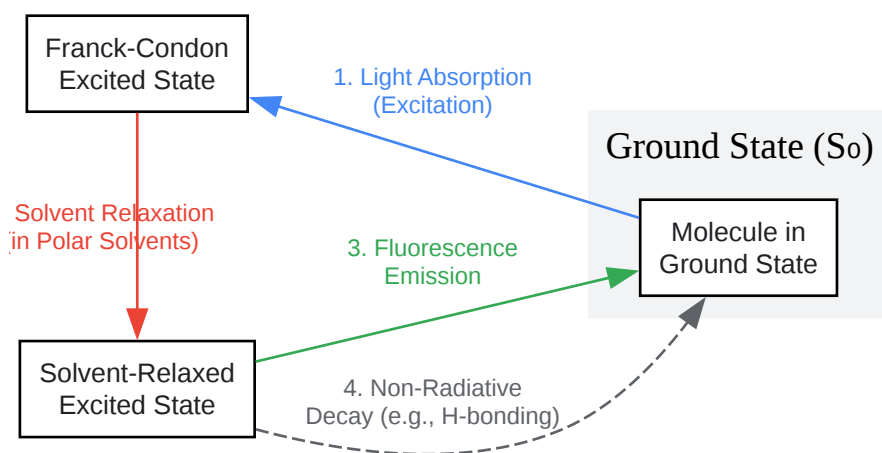 Franck-Condon
Excited State
1. Light Absorption
(Excitation)
Ground State (S₀)
Molecule in
Ground State
Solvent Relaxation
(in Polar Solvents)
3. Fluorescence
Emission
Solvent-Relaxed
Excited State
4. Non-Radiative
Decay (e.g., H-bonding)